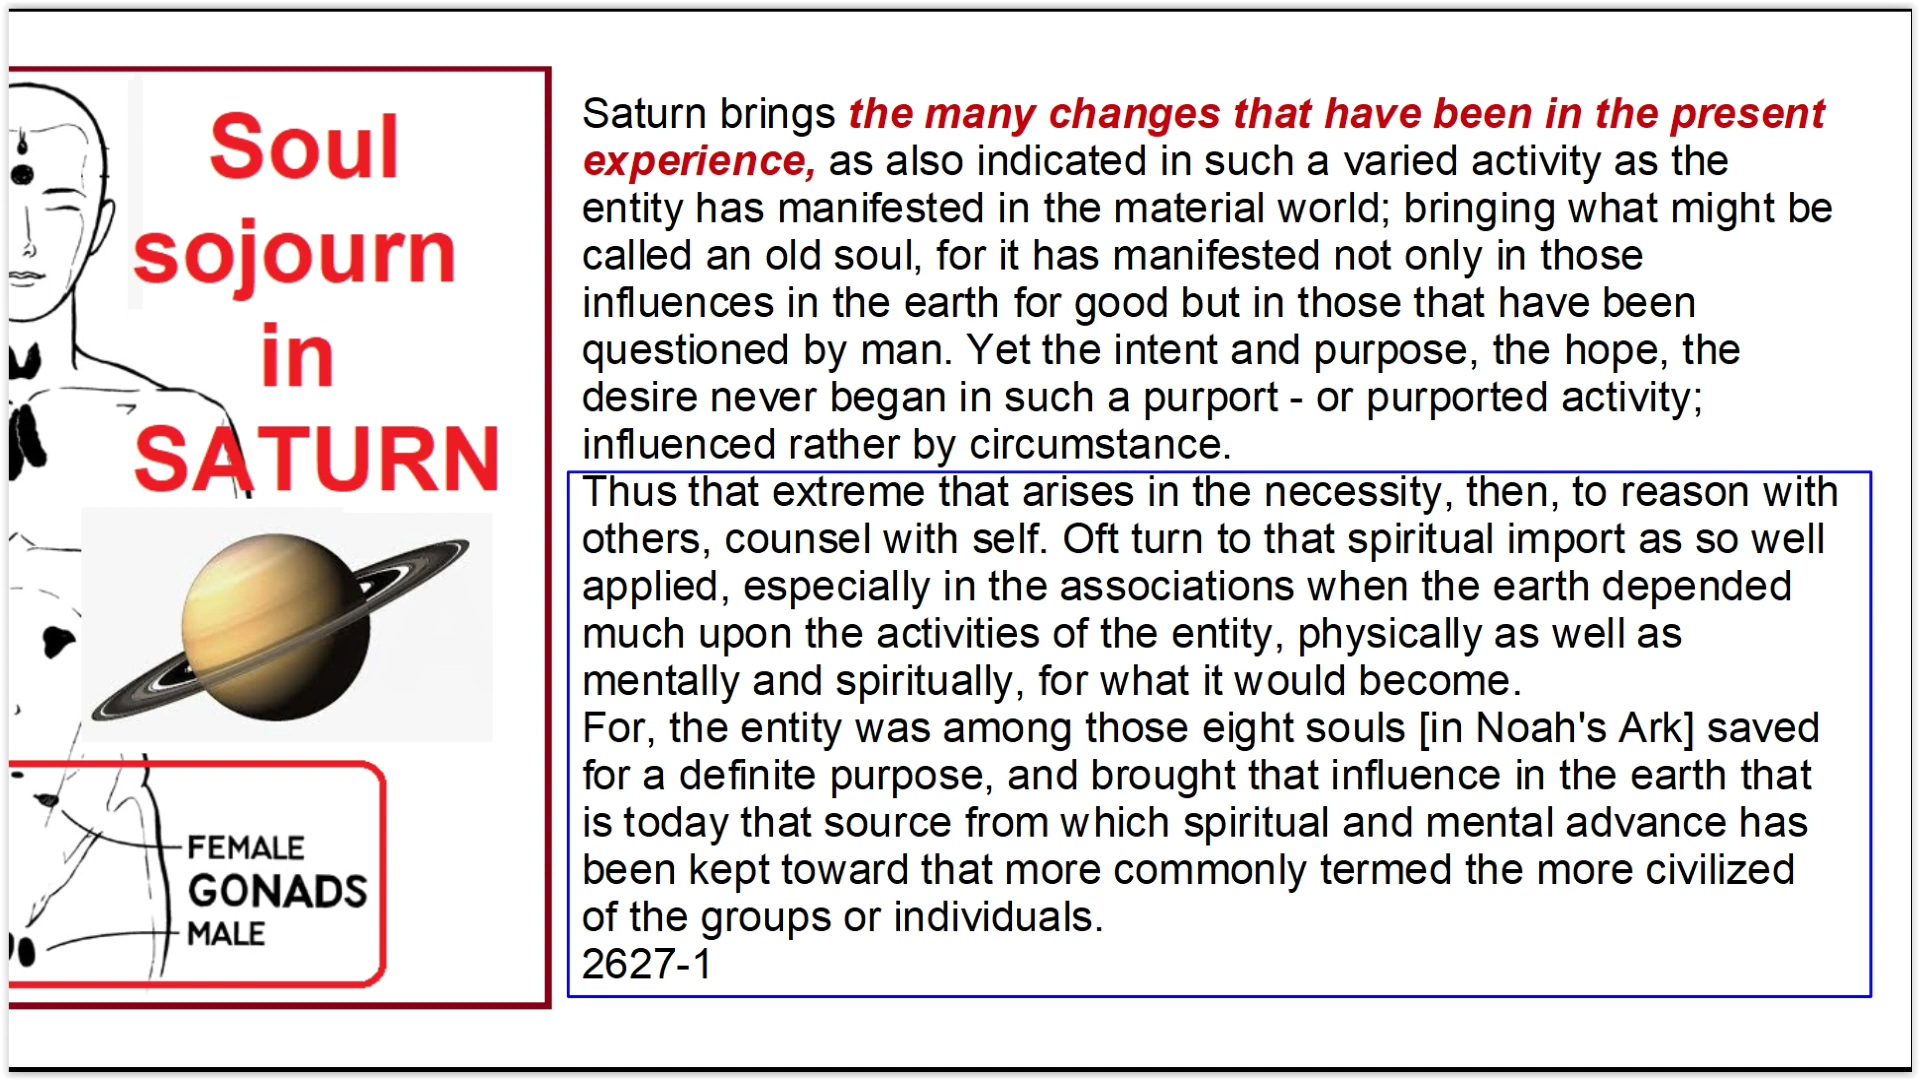 Soul
sojourn
in
SATURN
FEMALE
GONADS
MALE
Saturn brings the many changes that have been in the present
experience, as also indicated in such a varied activity as the
entity has manifested in the material world; bringing what might be
called an old soul, for it has manifested not only in those
influences in the earth for good but in those that have been
questioned by man. Yet the intent and purpose, the hope, the
desire never began in such a purport - or purported activity;
influenced rather by circumstance.
Thus that extreme that arises in the necessity, then, to reason with
others, counsel with self. Oft turn to that spiritual import as so well
applied, especially in the associations when the earth depended
much upon the activities of the entity, physically as well as
mentally and spiritually, for what it would become.
For, the entity was among those eight souls [in Noah's Ark] saved
for a definite purpose, and brought that influence in the earth that
is today that source from which spiritual and mental advance has
been kept toward that more commonly termed the more civilized
of the groups or individuals.
2627-1